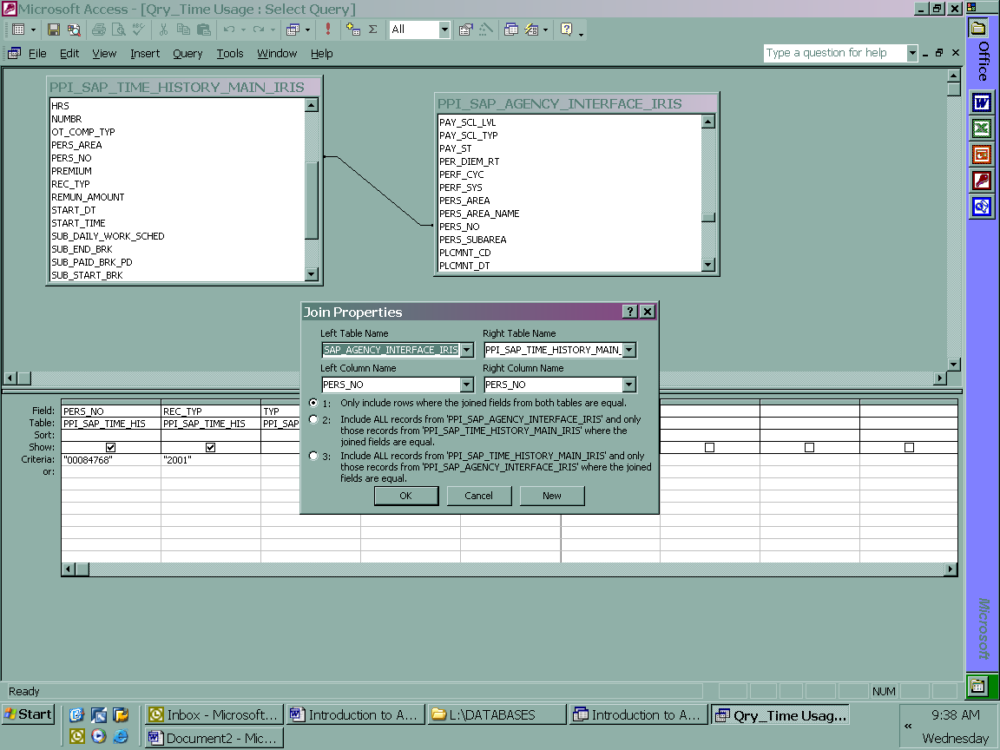 Microsoft Access - [Qry_Time Usage : Select Query]
All
File Edit View Insert Query Tools Window Help
Type a question for help
Office
PPI_SAP_TIME_HISTORY_MAIN_IRIS
HRS
NUMBR
OT_COMP_TYP
PERS_AREA
PERS_NO
PREMIUM
REC_TYP
REMUN_AMOUNT
START_DT
START_TIME
SUB_DAILY_WORK_SCHED
SUB_END_BRK
SUB_PAID_BRK_PD
SUB_START_BRK
PPI_SAP_AGENCY_INTERFACE_IRIS
PAY_SCL_LVL
PAY_SCL_TYP
PAY_ST
PER_DIEM_RT
PERF_CYC
PERF_SYS
PERS_AREA
PERS_AREA_NAME
PERS_NO
PERS_SUBAREA
PLCMNT_CD
PLCMNT_DT
Join Properties
Left Table Name Right Table Name
SAP_AGENCY_INTERFACE_IRIS PPI_SAP_TIME_HISTORY_MAIN_
Left Column Name Right Column Name
PERS_NO PERS_NO
1: Only include rows where the joined fields from both tables are equal.
2: Include ALL records from 'PPI_SAP_AGENCY_INTERFACE_IRIS' and only
those records from 'PPI_SAP_TIME_HISTORY_MAIN_IRIS' where the
joined fields are equal.
3: Include ALL records from 'PPI_SAP_TIME_HISTORY_MAIN_IRIS' and only
those records from 'PPI_SAP_AGENCY_INTERFACE_IRIS' where the joined
fields are equal.
OK Cancel New
Field: PERS_NO REC_TYP TYP
Table: PPI_SAP_TIME_HIS PPI_SAP_TIME_HIS PPI_SAP
Sort:
Show:
Criteria: "00084768" "2001"
or:
Microsoft
Ready NUM
Start Inbox - Microsoft... Introduction to A... L:\DATABASES Introduction to A... Qry_Time Usag... « 9:38 AM
Document2 - Mic... Wednesday